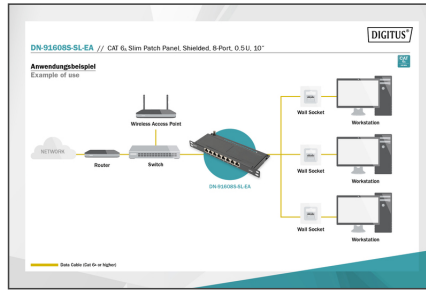 DIGITUS®
DN-91608S-SL-EA // CAT 6A Slim Patch Panel, Shielded, 8-Port, 0.5U, 10"
CAT
Anwendungsbeispiel
Example of use
Wireless Access Point
Wall Socket
Workstation
NETWORK
Router
Switch
DN-91608S-SL-EA
Wall Socket
Workstation
Wall Socket
Workstation
Data Cable (Cat 6A or higher)